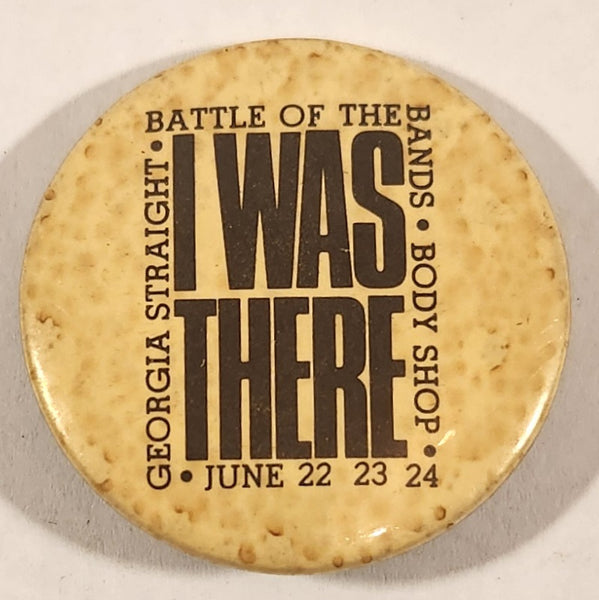 BATTLE OF THE
BANDS • BODY SHOP •
JUNE 22 23 24 •
GEORGIA STRAIGHT •
I WAS
THERE